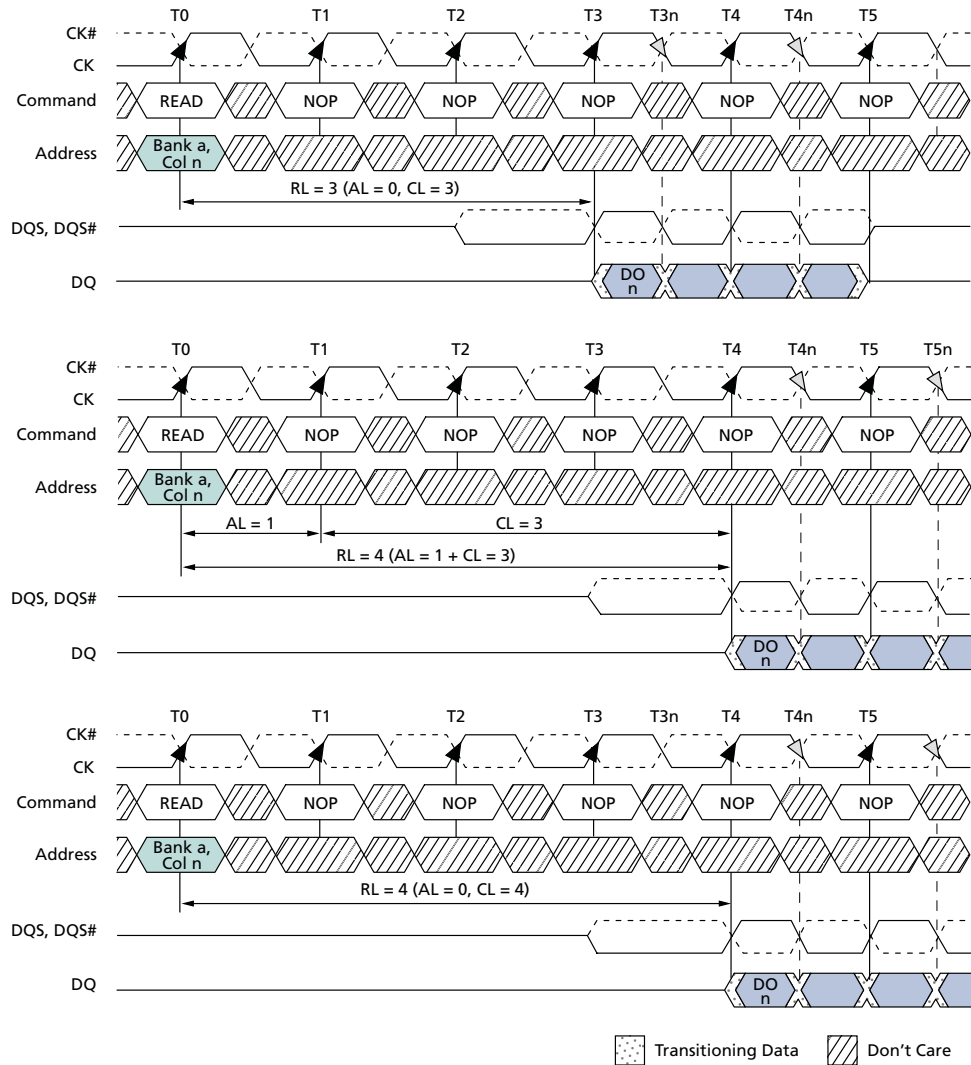 T0 T1 T2 T3 T3n T4 T4n T5
CK#
CK
Command READ NOP NOP NOP NOP NOP
Address Bank a,
Col n
RL = 3 (AL = 0, CL = 3)
DQS, DQS#
DQ DO
n
T0 T1 T2 T3 T4 T4n T5 T5n
CK#
CK
Command READ NOP NOP NOP NOP NOP
Address Bank a,
Col n
AL = 1 CL = 3
RL = 4 (AL = 1 + CL = 3)
DQS, DQS#
DQ DO
n
T0 T1 T2 T3 T3n T4 T4n T5
CK#
CK
Command READ NOP NOP NOP NOP NOP
Address Bank a,
Col n
RL = 4 (AL = 0, CL = 4)
DQS, DQS#
DQ DO
n
Transitioning Data Don't Care